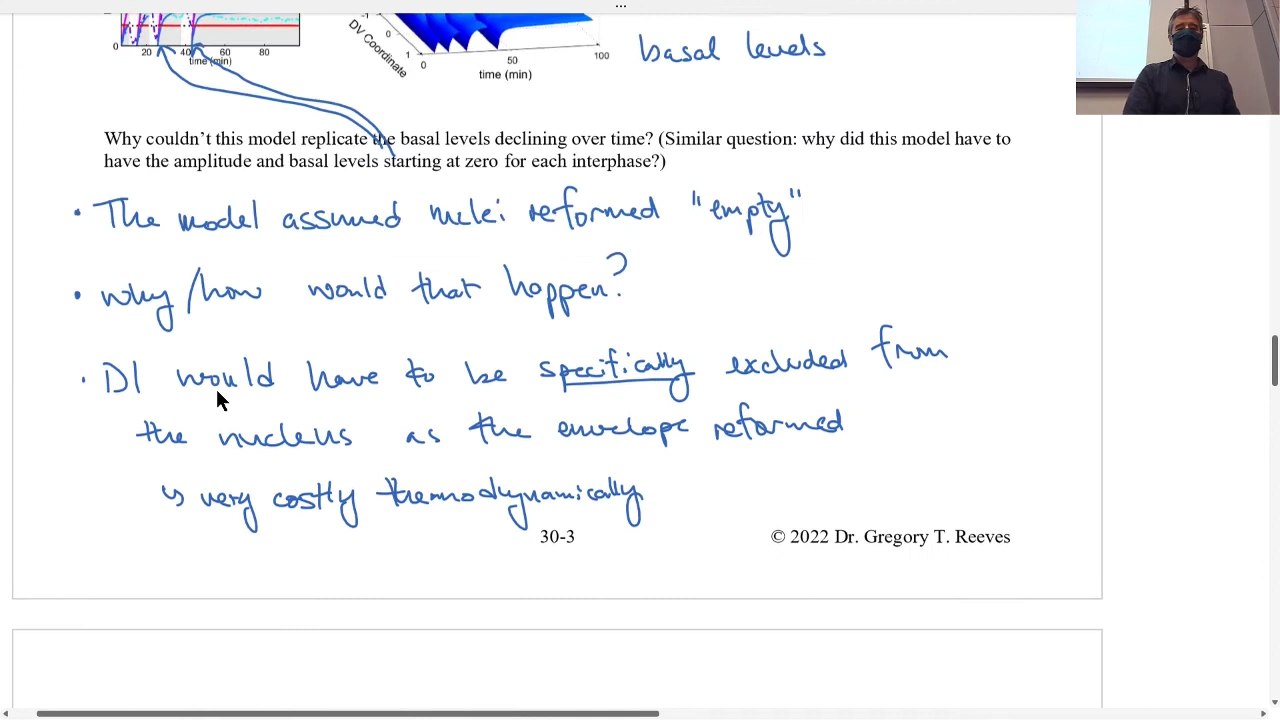 0
20
40
60
80
time (min)
DV Coordinate
-1
0
1
0
50
100
time (min)
basal levels
Why couldn't this model replicate the basal levels declining over time? (Similar question: why did this model have to
have the amplitude and basal levels starting at zero for each interphase?)
• The model assumed nuclei reformed "empty"
• why/how would that happen?
• Dl would have to be specifically excluded from
the nucleus as the envelope reformed
↳ very costly thermodynamically
30-3
© 2022 Dr. Gregory T. Reeves